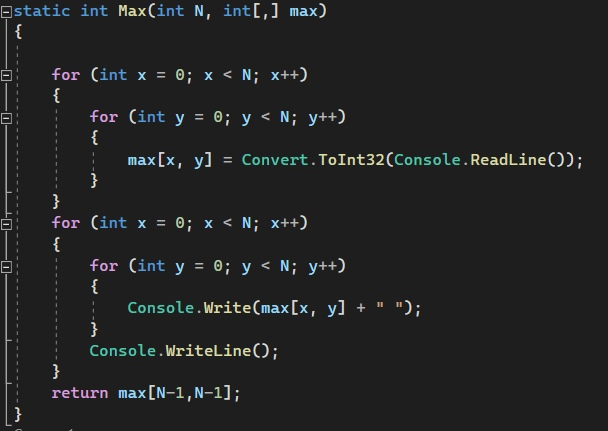 static int Max(int N, int[,] max)
{
for (int x = 0; x < N; x++)
{
for (int y = 0; y < N; y++)
{
max[x, y] = Convert.ToInt32(Console.ReadLine());
}
}
for (int x = 0; x < N; x++)
{
for (int y = 0; y < N; y++)
{
Console.Write(max[x, y] + " ");
}
Console.WriteLine();
}
return max[N-1,N-1];
}